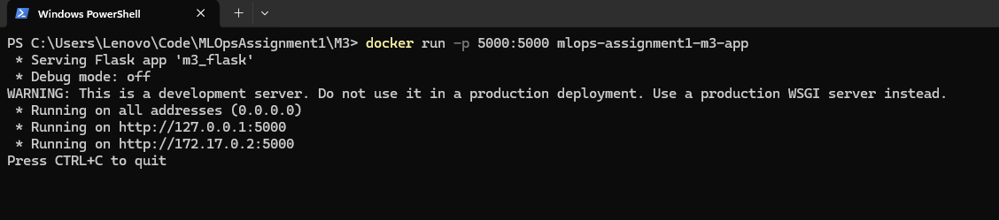 Windows PowerShell
PS C:\Users\Lenovo\Code\MLOpsAssignment1\M3> docker run -p 5000:5000 mlops-assignment1-m3-app
 * Serving Flask app 'm3_flask'
 * Debug mode: off
WARNING: This is a development server. Do not use it in a production deployment. Use a production WSGI server instead.
 * Running on all addresses (0.0.0.0)
 * Running on http://127.0.0.1:5000
 * Running on http://172.17.0.2:5000
Press CTRL+C to quit